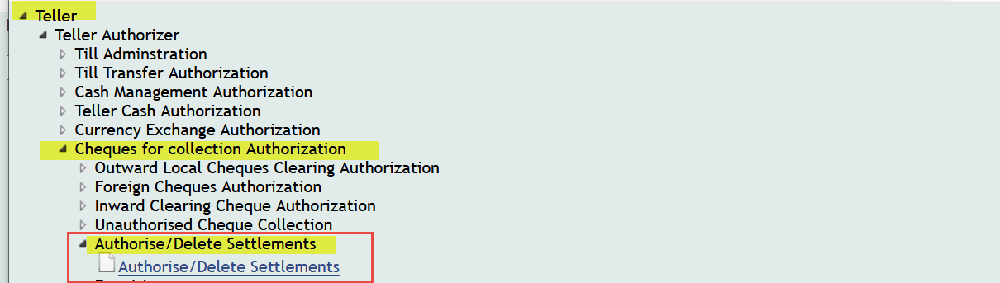 Teller
Teller Authorizer
Till Adminstration
Till Transfer Authorization
Cash Management Authorization
Teller Cash Authorization
Currency Exchange Authorization
Cheques for collection Authorization
Outward Local Cheques Clearing Authorization
Foreign Cheques Authorization
Inward Clearing Cheque Authorization
Unauthorised Cheque Collection
Authorise/Delete Settlements
Authorise/Delete Settlements